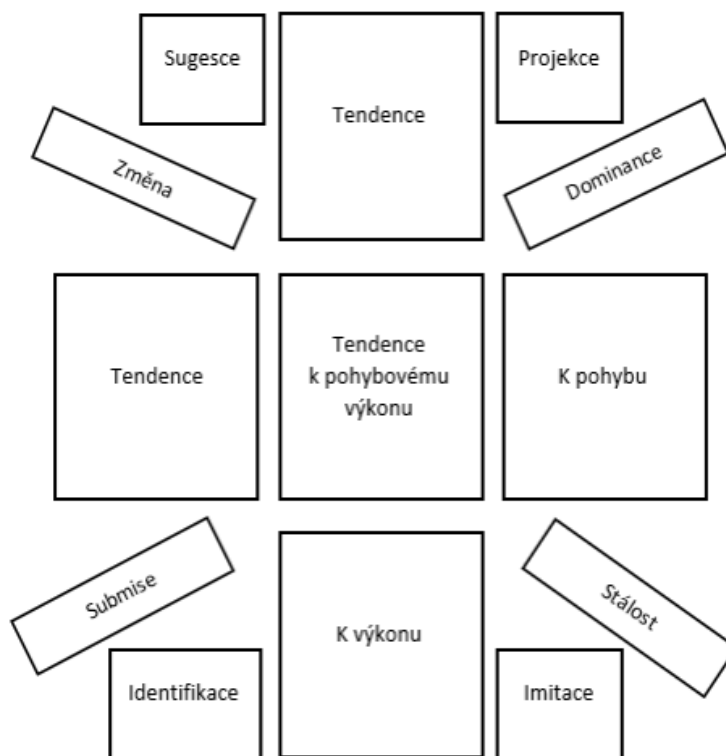 Sugesce
Tendence
Projekce
Změna
Dominance
Tendence
Tendence
k pohybovému
výkonu
K pohybu
Submise
K výkonu
Stálost
Identifikace
Imitace